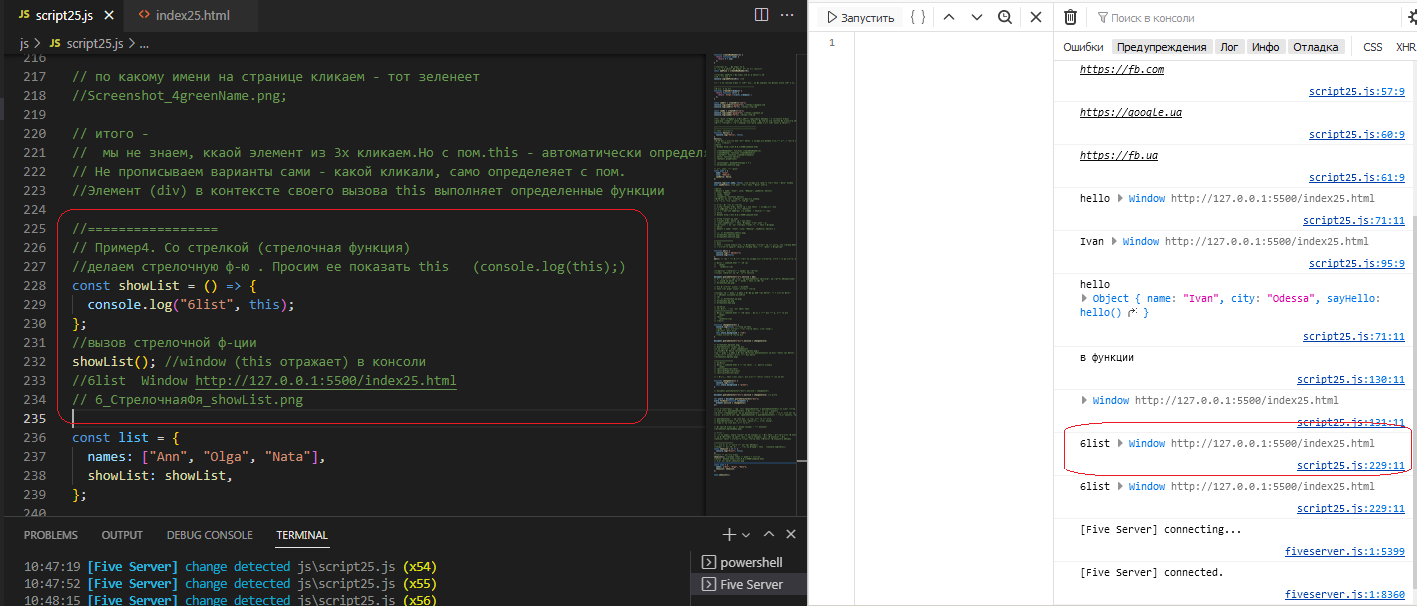 JS script25.js
<> index25.html
js > JS script25.js > ...
216
217 // по какому имени на странице кликаем - тот зеленеет
218 //Screenshot_4greenName.png;
219
220 // итого -
221 //  мы не знаем, ккаой элемент из 3х кликаем.Но с пом.this - автоматически определя
222 // Не прописываем варианты сами - какой кликали, само определяет с пом.
223 //Элемент (div) в контексте своего вызова this выполняет определенные функции
224
225 //=================
226 // Пример4. Со стрелкой (стрелочная функция)
227 //делаем стрелочную ф-ю . Просим ее показать this   (console.log(this);)
228 const showList = () => {
229   console.log("6list", this);
230 };
231 //вызов стрелочной ф-ции
232 showList(); //window (this отражает) в консоли
233 //6list  Window http://127.0.0.1:5500/index25.html
234 // 6_СтрелочнаяФя_showList.png
235
236 const list = {
237   names: ["Ann", "Olga", "Nata"],
238   showList: showList,
239 };
240
PROBLEMS OUTPUT DEBUG CONSOLE TERMINAL
10:47:19 [Five Server] change detected js\script25.js (x54)
10:47:52 [Five Server] change detected js\script25.js (x55)
10:48:15 [Five Server] change detected js\script25.js (x56)
powershell
Five Server
Запустить { }
1
Поиск в консоли
Ошибки Предупреждения Лог Инфо Отладка CSS XHR
https://fb.com
script25.js:57:9
https://google.ua
script25.js:60:9
https://fb.ua
script25.js:61:9
hello Window http://127.0.0.1:5500/index25.html
script25.js:71:11
Ivan Window http://127.0.0.1:5500/index25.html
script25.js:95:9
hello
Object { name: "Ivan", city: "Odessa", sayHello:
hello() }
script25.js:71:11
в функции
script25.js:130:11
Window http://127.0.0.1:5500/index25.html
script25.js:131:11
6list Window http://127.0.0.1:5500/index25.html
script25.js:229:11
6list Window http://127.0.0.1:5500/index25.html
script25.js:229:11
[Five Server] connecting...
fiveserver.js:1:5399
[Five Server] connected.
fiveserver.js:1:8360